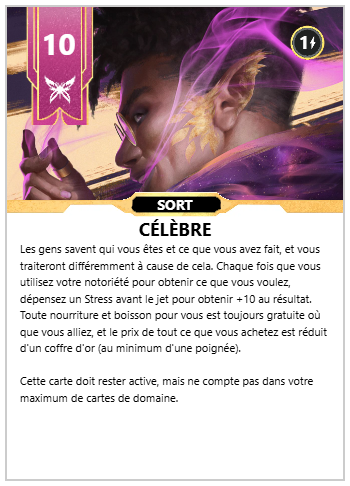 10
1
SORT
CÉLÈBRE
Les gens savent qui vous êtes et ce que vous avez fait, et vous
traiteront différemment à cause de cela. Chaque fois que vous
utilisez votre notoriété pour obtenir ce que vous voulez,
dépensez un Stress avant le jet pour obtenir +10 au résultat.
Toute nourriture et boisson pour vous est toujours gratuite où
que vous alliez, et le prix de tout ce que vous achetez est réduit
d'un coffre d'or (au minimum d'une poignée).
Cette carte doit rester active, mais ne compte pas dans votre
maximum de cartes de domaine.